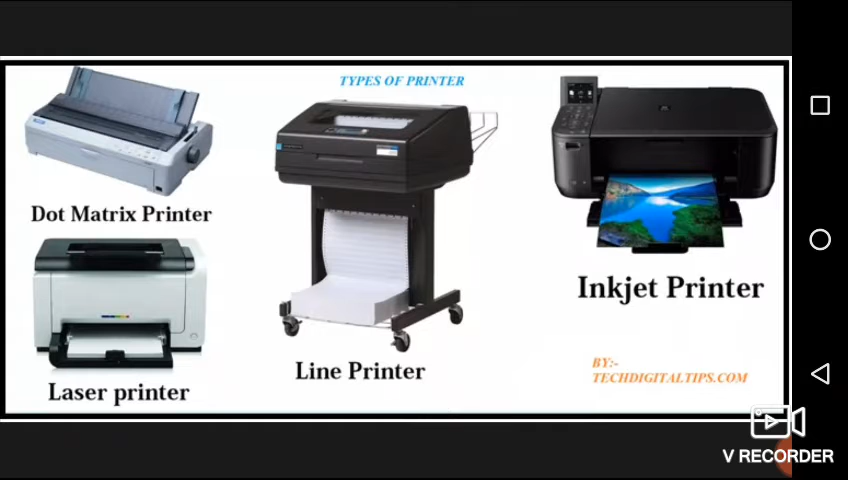 TYPES OF PRINTER
Dot Matrix Printer
Inkjet Printer
Line Printer
Laser printer
BY:-
TECHDIGITALTIPS.COM
V RECORDER